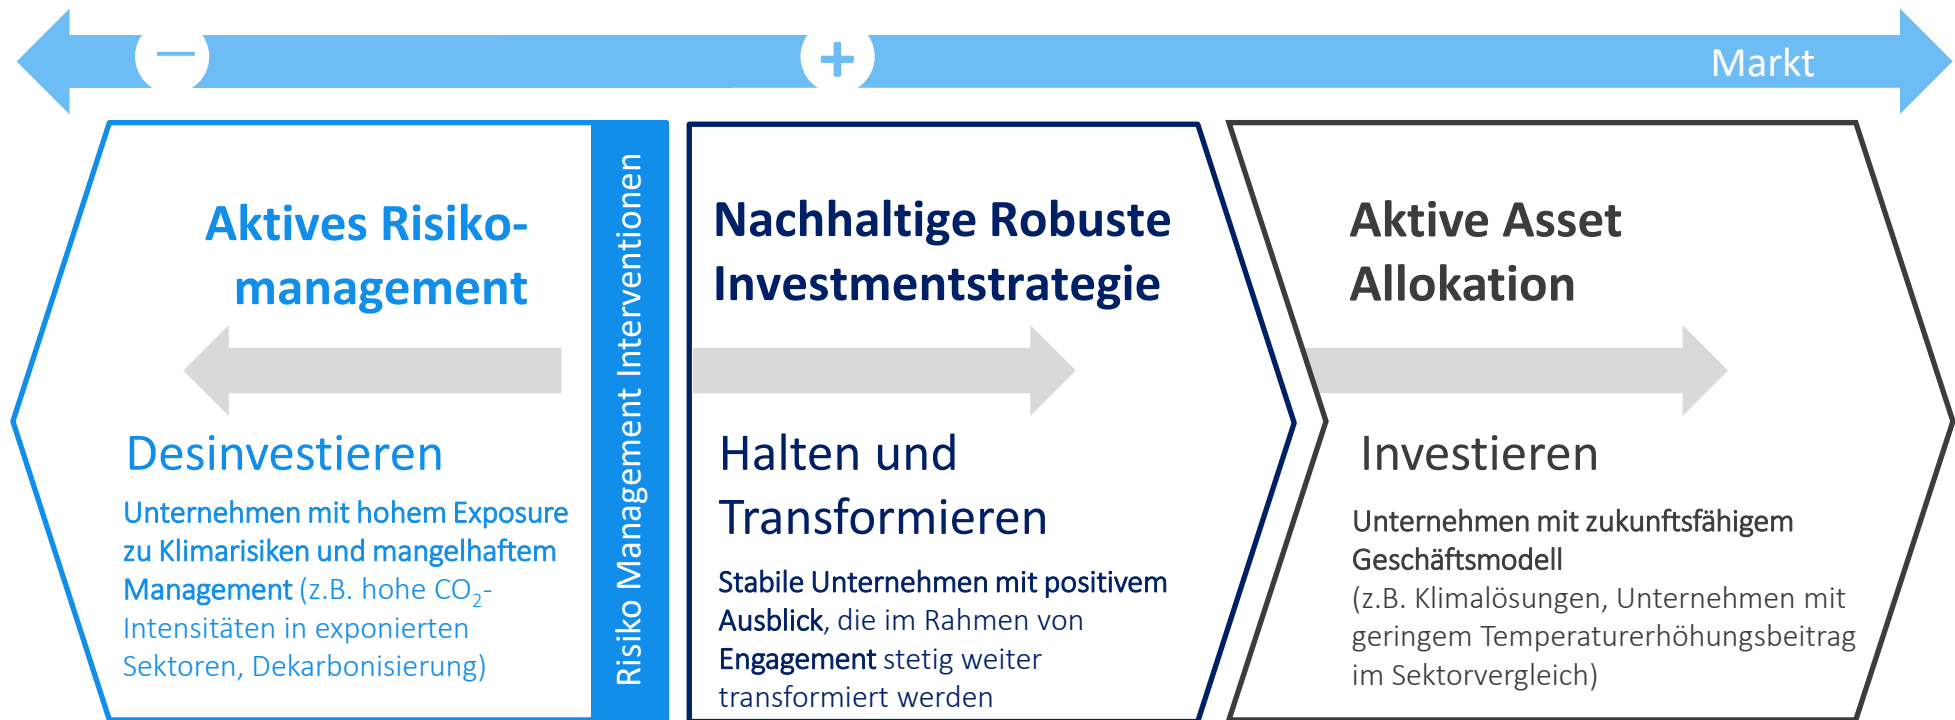 Markt
Aktives Risiko-
management
Desinvestieren
Unternehmen mit hohem Exposure
zu Klimarisiken und mangelhaftem
Management (z.B. hohe CO₂-
Intensitäten in exponierten
Sektoren, Dekarbonisierung)
Risiko Management Interventionen
Nachhaltige Robuste
Investmentstrategie
Halten und
Transformieren
Stabile Unternehmen mit positivem
Ausblick, die im Rahmen von
Engagement stetig weiter
transformiert werden
Aktive Asset
Allokation
Investieren
Unternehmen mit zukunftsfähigem
Geschäftsmodell
(z.B. Klimalösungen, Unternehmen mit
geringem Temperaturerhöhungsbeitrag
im Sektorvergleich)